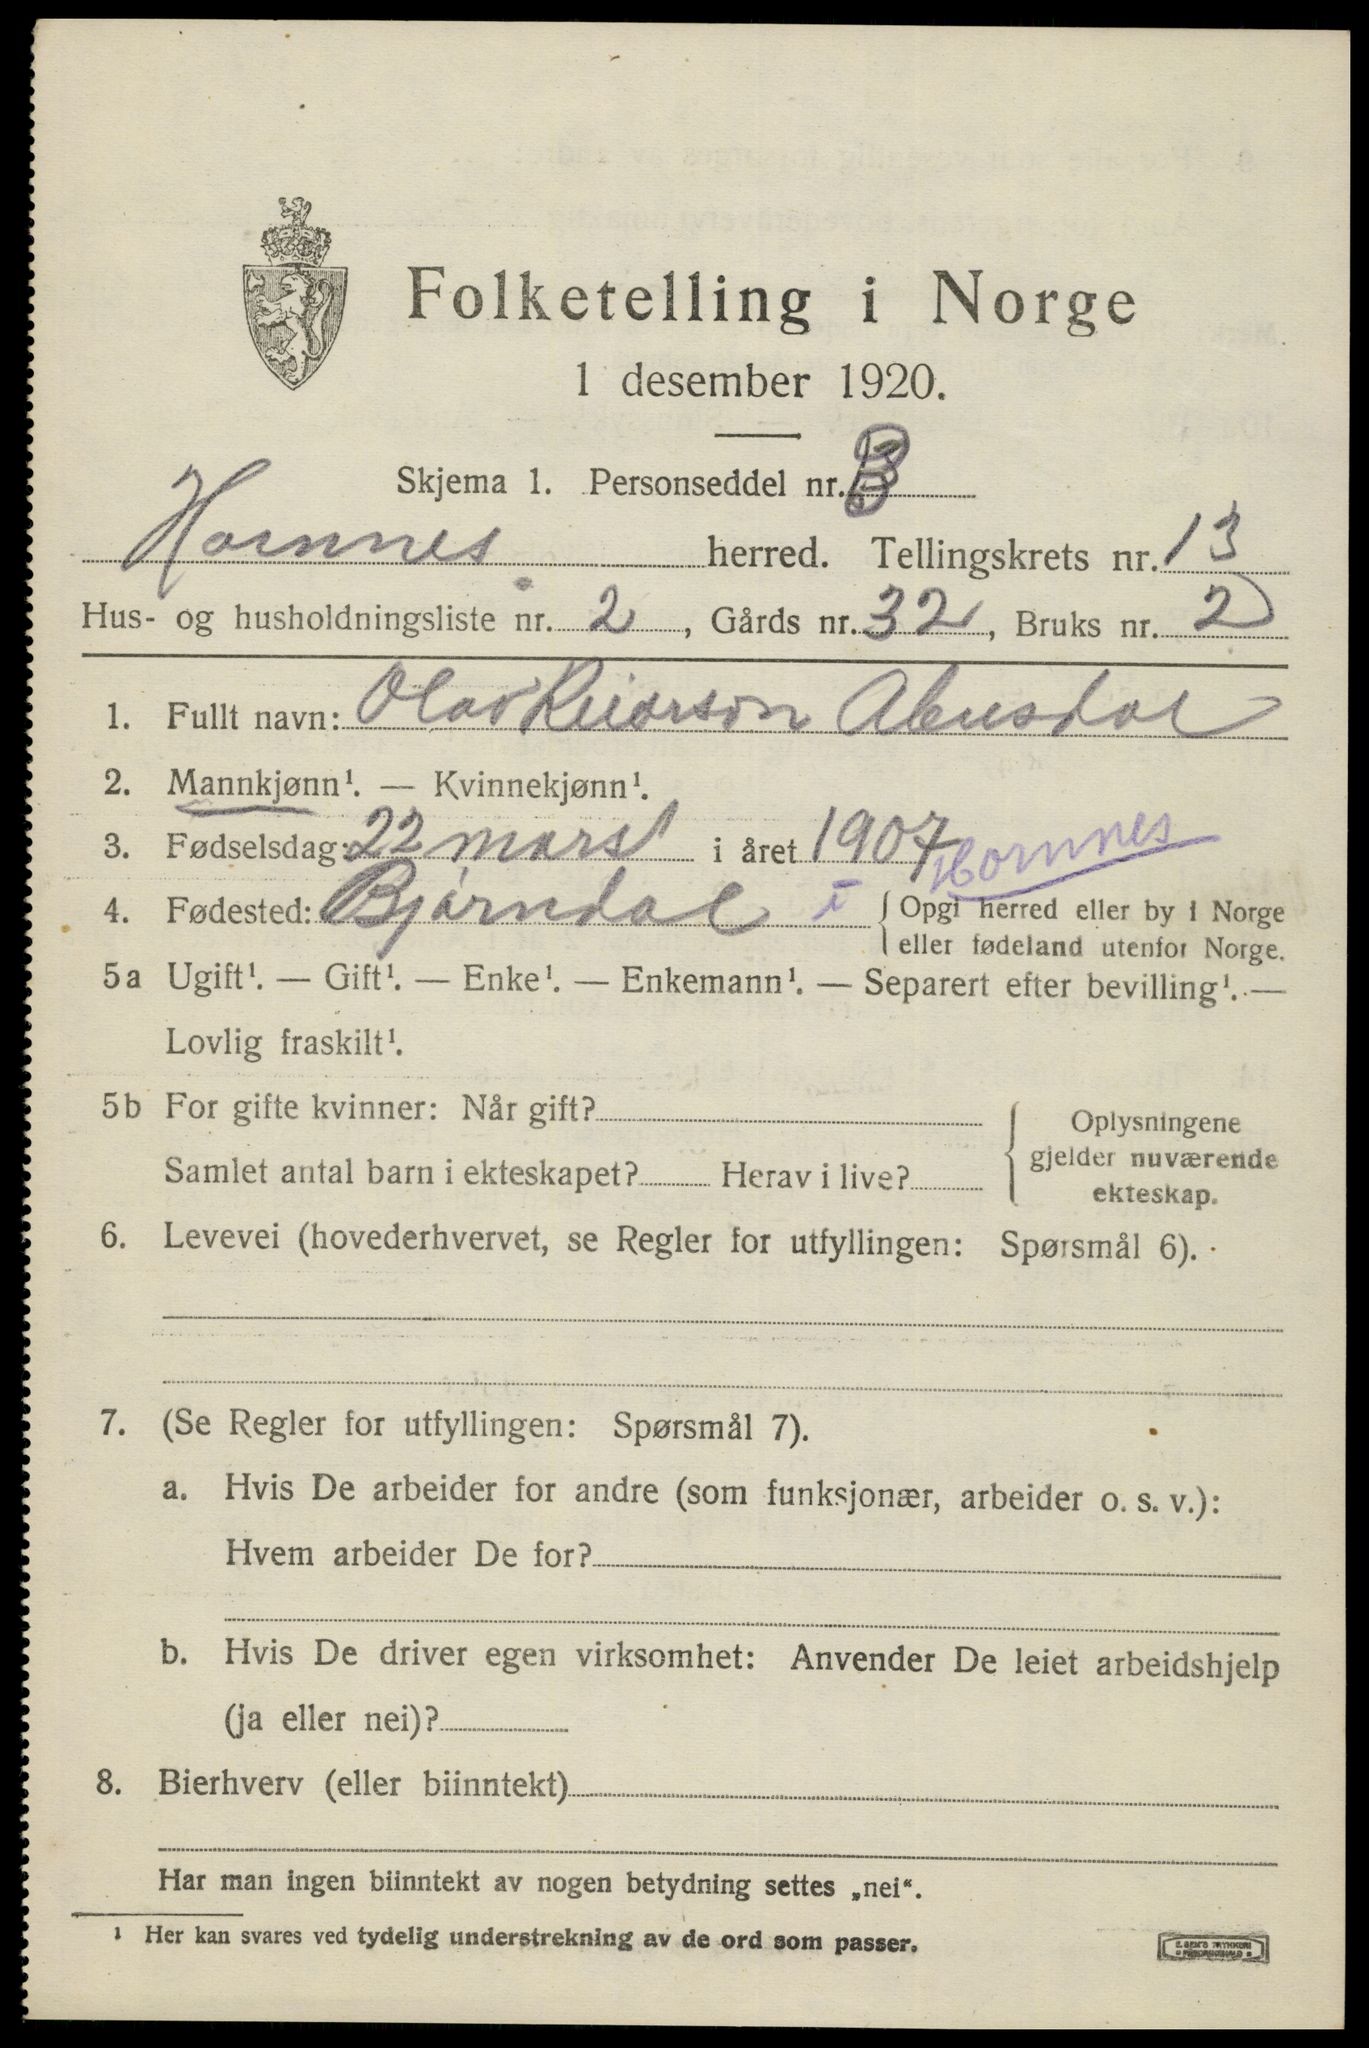 Folketelling i Norge
1 desember 1920.
Skjema 1. Personseddel nr. 3
Hornnes herred. Tellingskrets nr. 13
Hus- og husholdningsliste nr. 2, Gårds nr. 32, Bruks nr. 2
1. Fullt navn: Olav Reiarson Abusdal
2. Mannkjønn¹. — Kvinnekjønn¹.
3. Fødselsdag: 22 mars i året 1907
4. Fødested: Bjørndal i Hornnes { Opgi herred eller by i Norge
eller fødeland utenfor Norge.
5a Ugift¹. — Gift¹. — Enke¹. — Enkemann¹. — Separert efter bevilling¹. —
Lovlig fraskilt¹.
5b For gifte kvinner: Når gift?
Samlet antal barn i ekteskapet? Herav i live?
Oplysningene
gjelder nuværende
ekteskap.
6. Levevei (hovederhvervet, se Regler for utfyllingen: Spørsmål 6).
7. (Se Regler for utfyllingen: Spørsmål 7).
a. Hvis De arbeider for andre (som funksjonær, arbeider o. s. v.):
Hvem arbeider De for?
b. Hvis De driver egen virksomhet: Anvender De leiet arbeidshjelp
(ja eller nei)?
8. Bierhverv (eller biinntekt)
Har man ingen biinntekt av nogen betydning settes „nei“.
¹ Her kan svares ved tydelig understrekning av de ord som passer.